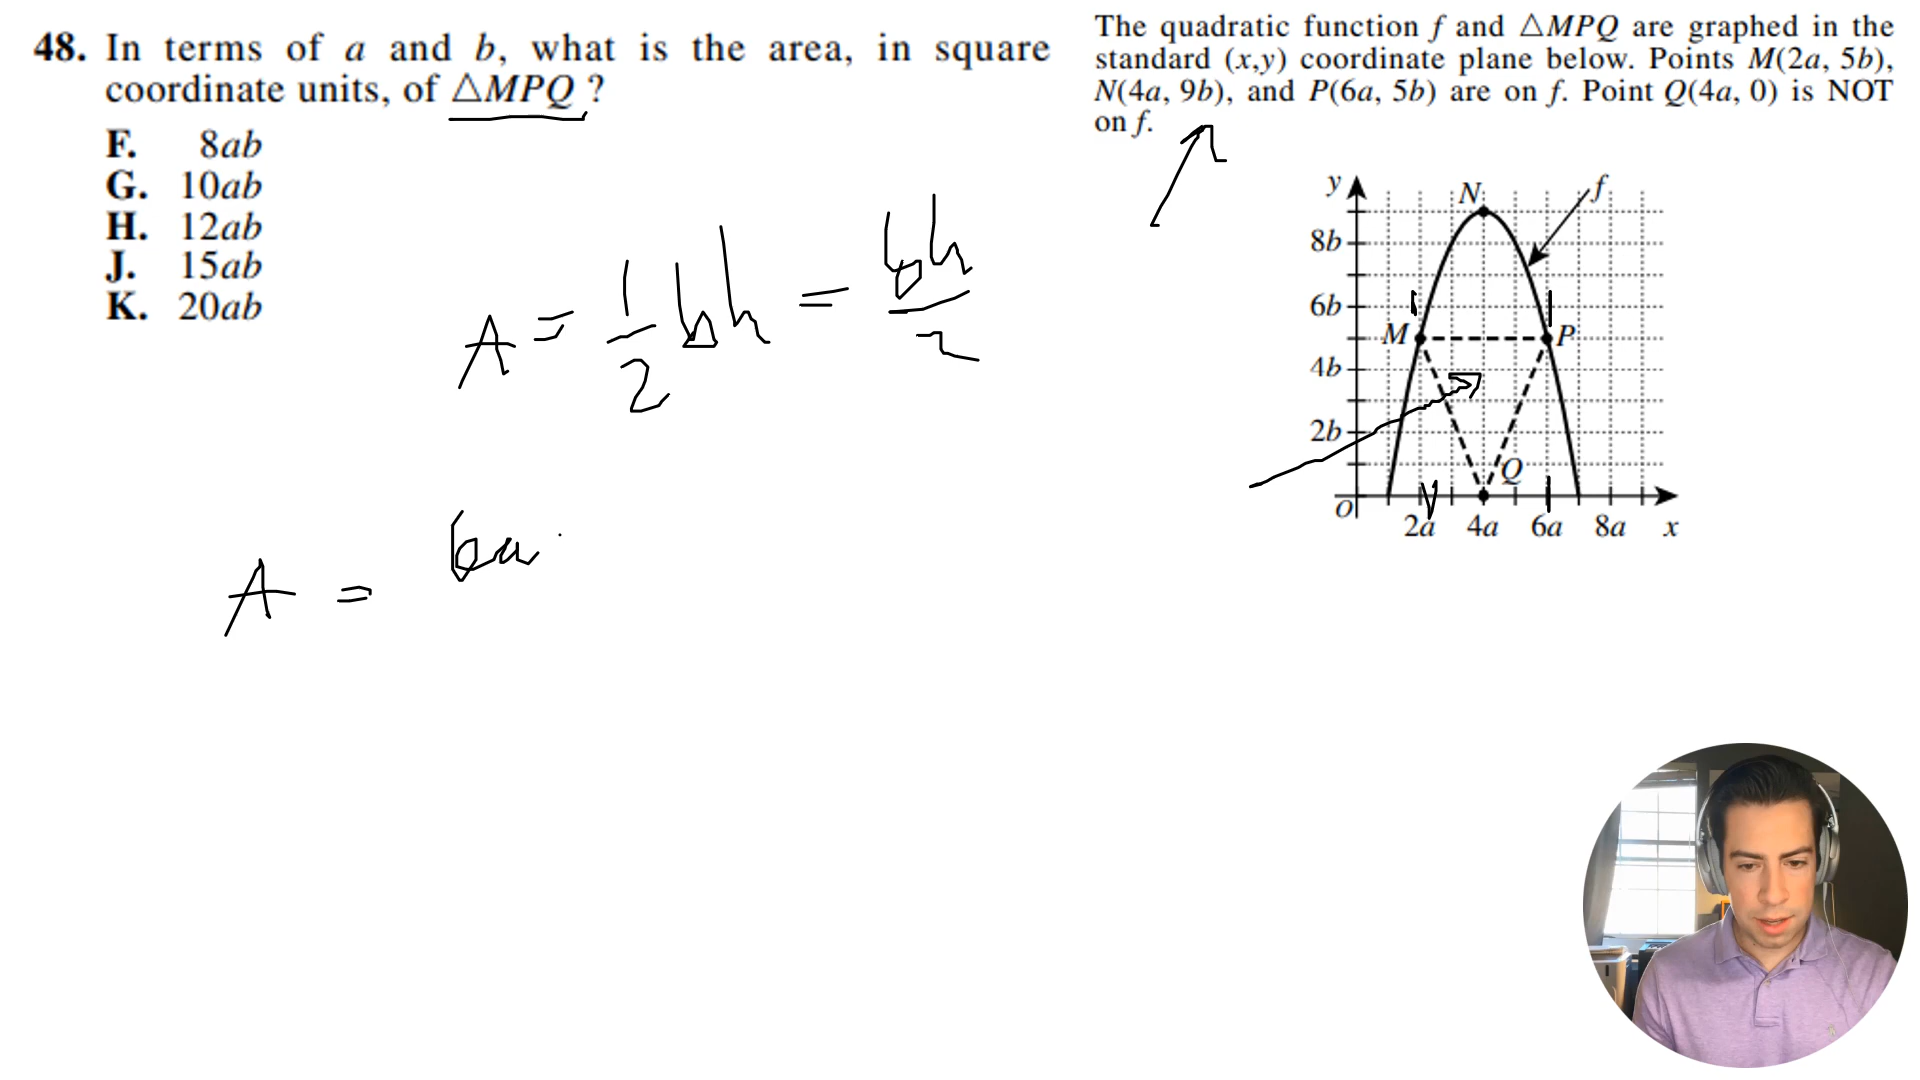 48. In terms of a and b, what is the area, in square
coordinate units, of △MPQ ?
F. 8ab
G. 10ab
H. 12ab
J. 15ab
K. 20ab
The quadratic function f and △MPQ are graphed in the
standard (x,y) coordinate plane below. Points M(2a, 5b),
N(4a, 9b), and P(6a, 5b) are on f. Point Q(4a, 0) is NOT
on f.
A = 1/2 bh = bh/2
A = 6a
y
N
f
8b
6b
M
P
4b
2b
Q
O
2a 4a 6a 8a x